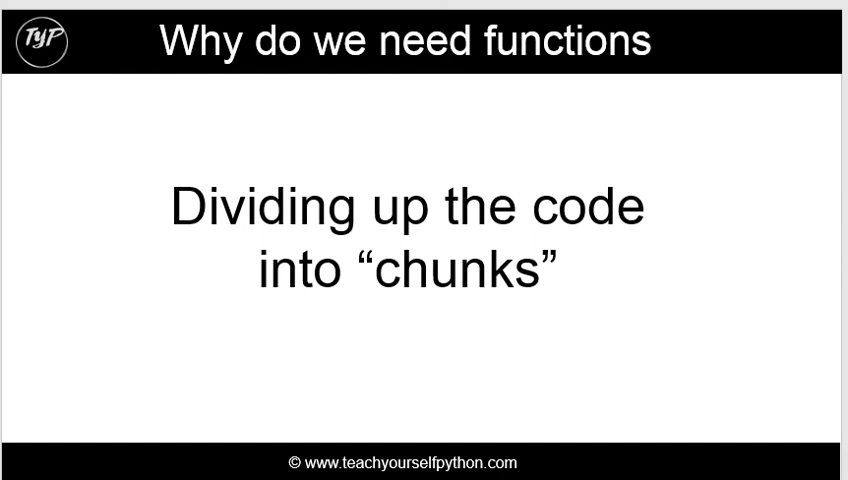 TyP
Why do we need functions
Dividing up the code
into “chunks”
© www.teachyourselfpython.com